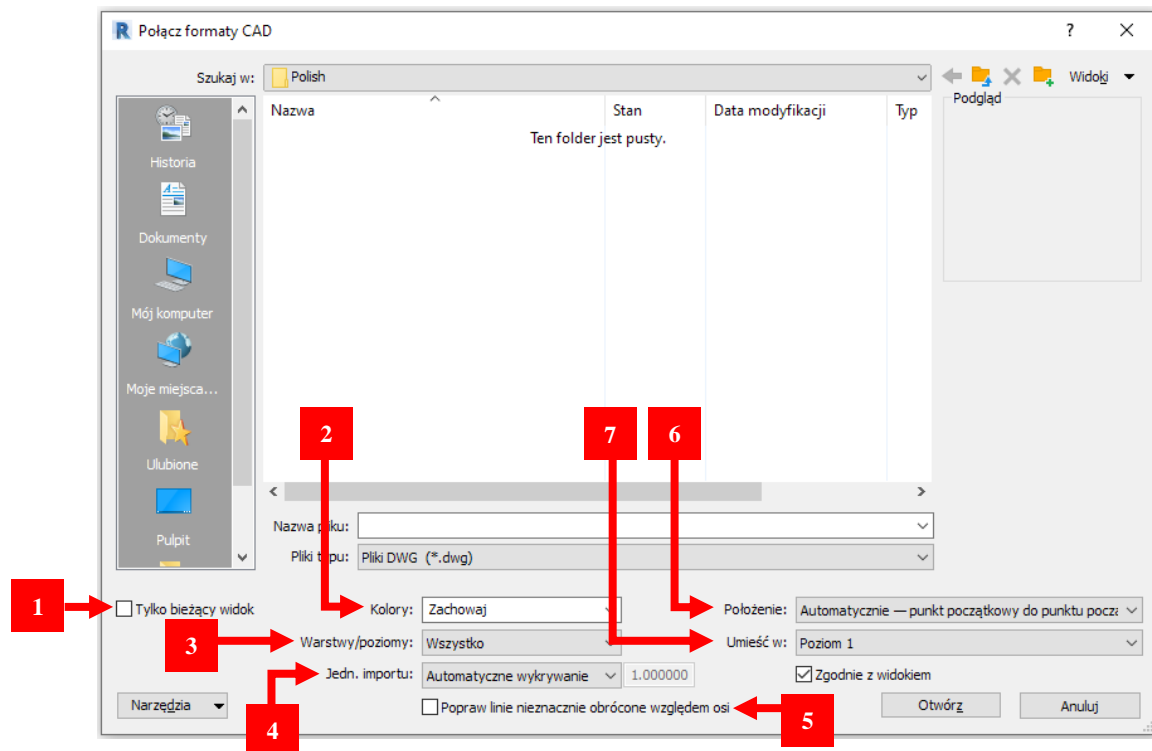 R Połącz formaty CAD ?
Szukaj w: Polish Widoki
Nazwa Stan Data modyfikacji Typ Podgląd
Ten folder jest pusty.
Historia
Dokumenty
Mój komputer
Moje miejsca...
Ulubione
Pulpit
2 7 6
Nazwa pliku:
Pliki typu: Pliki DWG (*.dwg)
1 Tylko bieżący widok Kolory: Zachowaj Położenie: Automatycznie — punkt początkowy do punktu począ
3 Warstwy/poziomy: Wszystko Umieść w: Poziom 1
Jedn. importu: Automatyczne wykrywanie 1.000000 Zgodnie z widokiem
Narzędzia 4 Popraw linie nieznacznie obrócone względem osi 5 Otwórz Anuluj